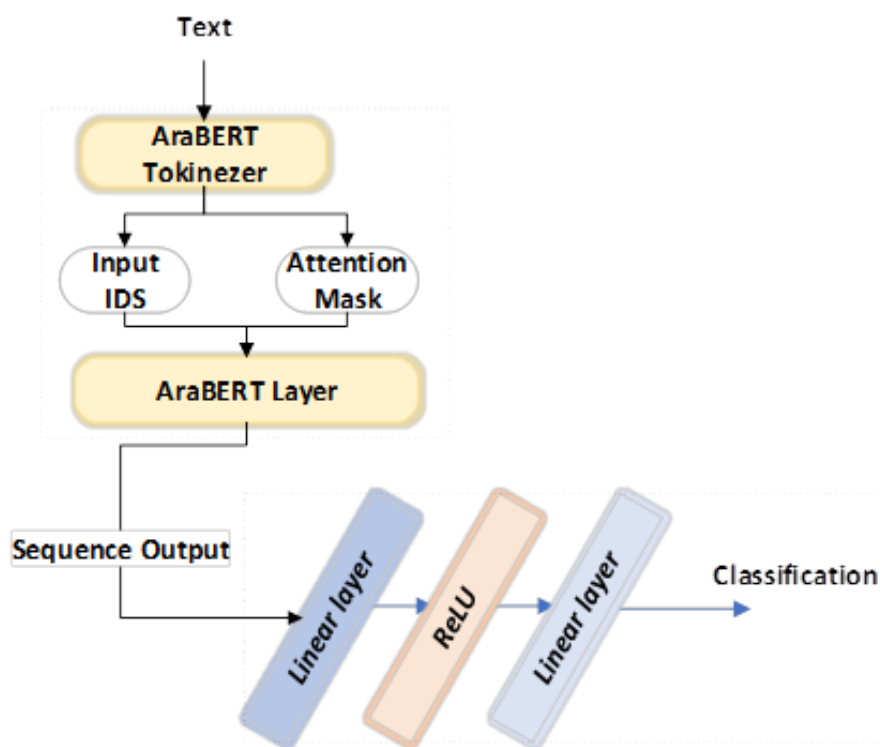 Text
AraBERT
Tokinezer
Input
IDS
Attention
Mask
AraBERT Layer
Sequence Output
Linear layer
ReLU
Linear layer
Classification